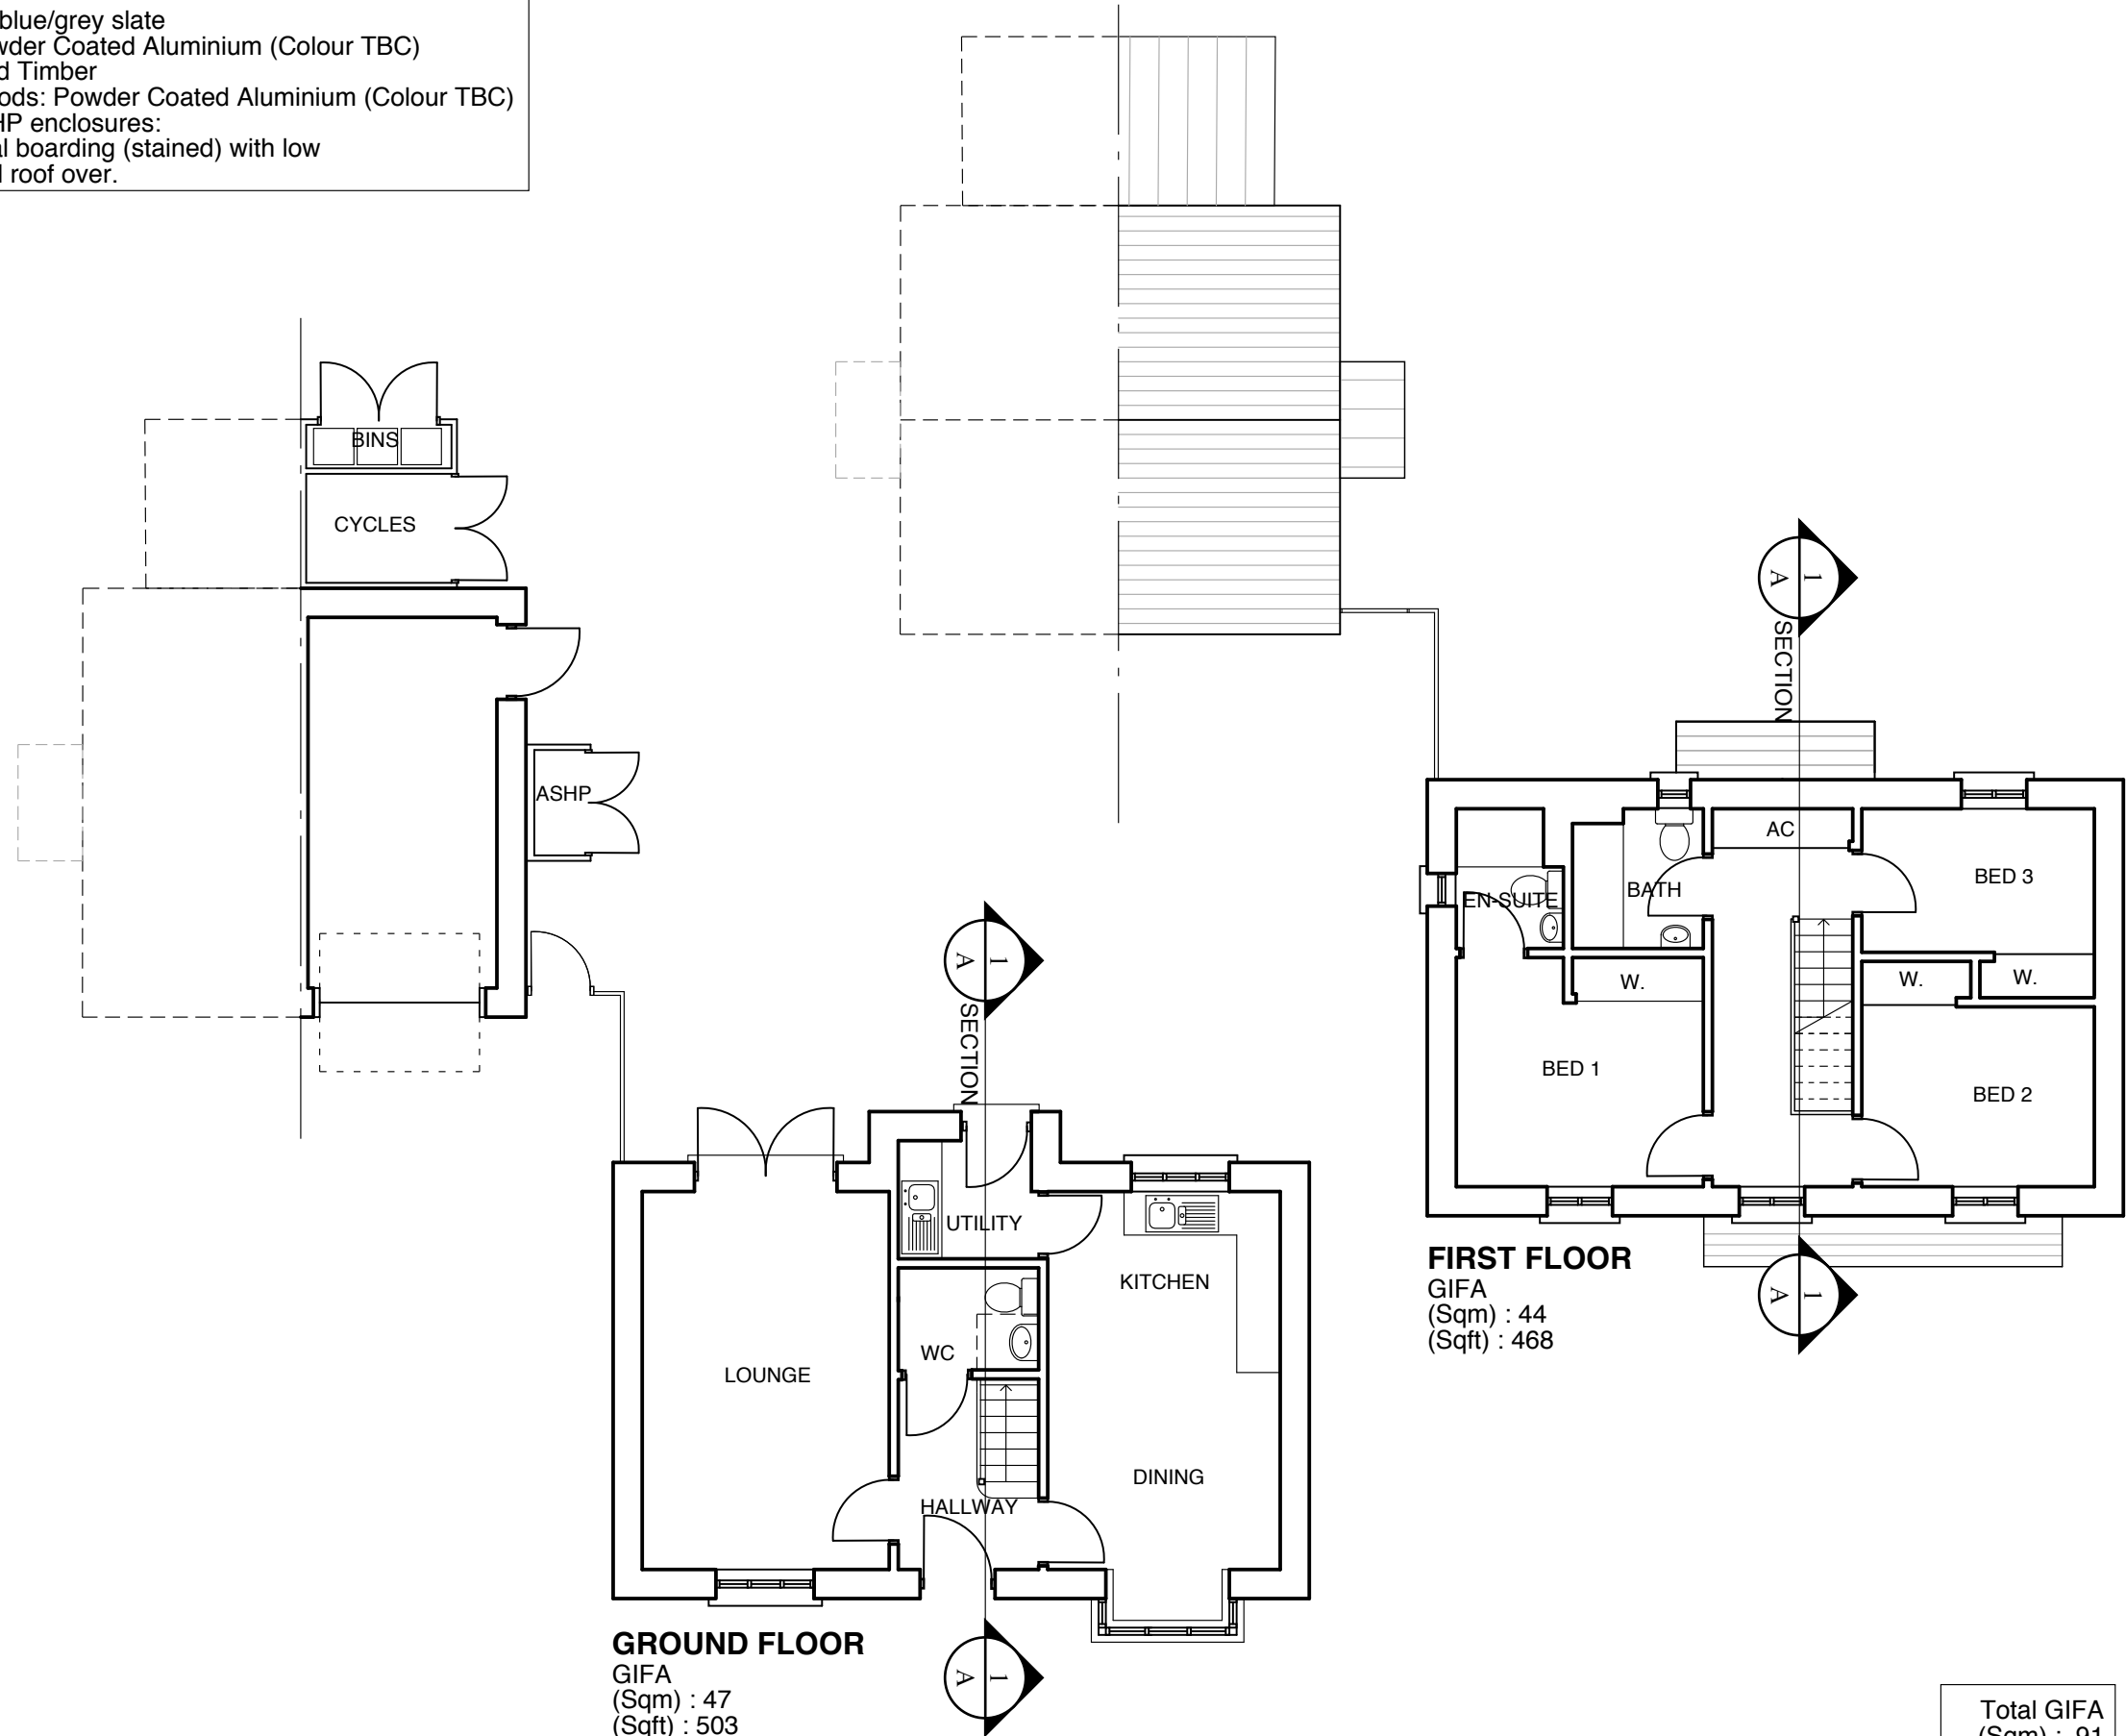 blue/grey slate
wder Coated Aluminium (Colour TBC)
d Timber
ods: Powder Coated Aluminium (Colour TBC)
HP enclosures:
al boarding (stained) with low
roof over.
BINS
CYCLES
ASHP
1
A
SECTION
AC
BED 3
BATH
EN-SUITE
W.
W.
W.
BED 1
BED 2
1
A
FIRST FLOOR
GIFA
(Sqm) : 44
(Sqft) : 468
1
A
SECTION
UTILITY
KITCHEN
WC
LOUNGE
DINING
HALLWAY
1
A
GROUND FLOOR
GIFA
(Sqm) : 47
(Sqft) : 503
Total GIFA
(Sqm) : 91